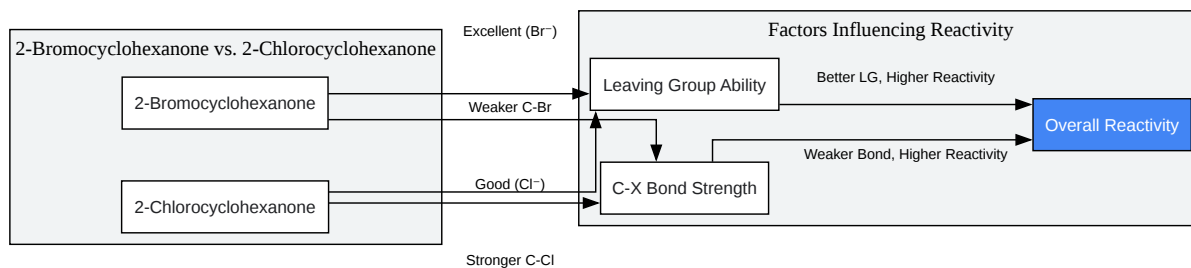 2-Bromocyclohexanone vs. 2-Chlorocyclohexanone
2-Bromocyclohexanone
2-Chlorocyclohexanone
Excellent (Br⁻)
Weaker C-Br
Good (Cl⁻)
Stronger C-Cl
Factors Influencing Reactivity
Leaving Group Ability
C-X Bond Strength
Better LG, Higher Reactivity
Weaker Bond, Higher Reactivity
Overall Reactivity